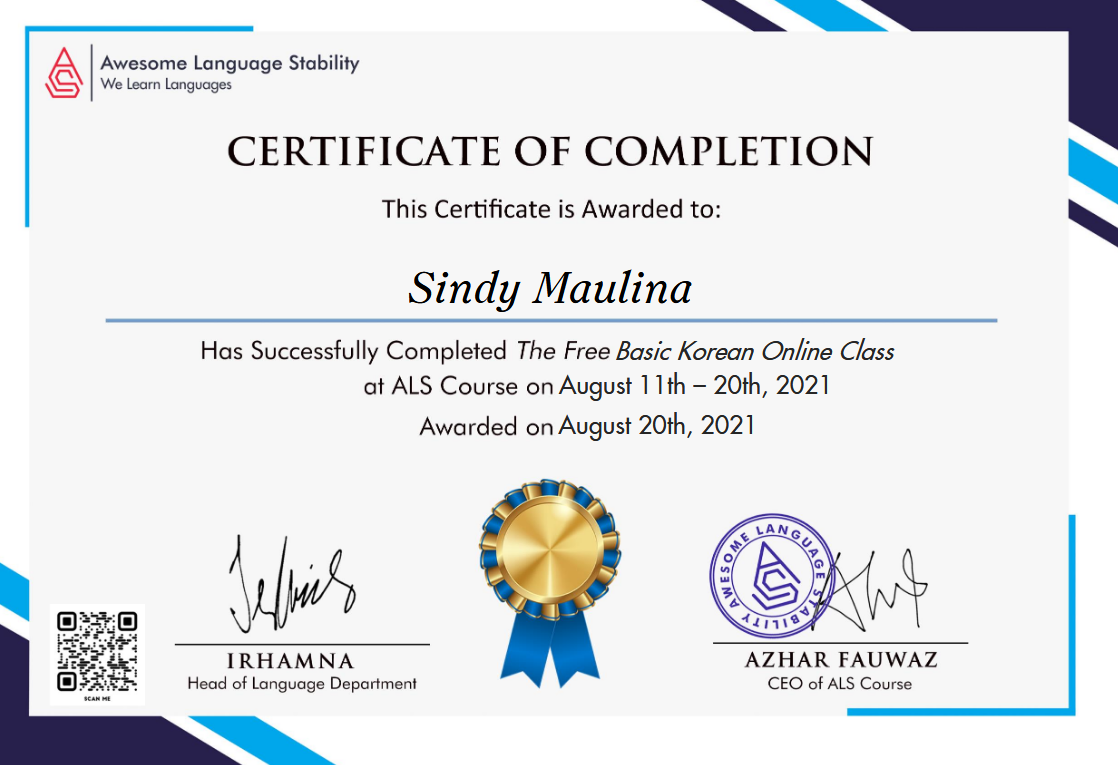 Awesome Language Stability
We Learn Languages
CERTIFICATE OF COMPLETION
This Certificate is Awarded to:
Sindy Maulina
Has Successfully Completed The Free Basic Korean Online Class
at ALS Course on August 11th – 20th, 2021
Awarded on August 20th, 2021
AWESOME LANGUAGE STABILITY
IRHAMNA
Head of Language Department
AZHAR FAUWAZ
CEO of ALS Course
SCAN ME